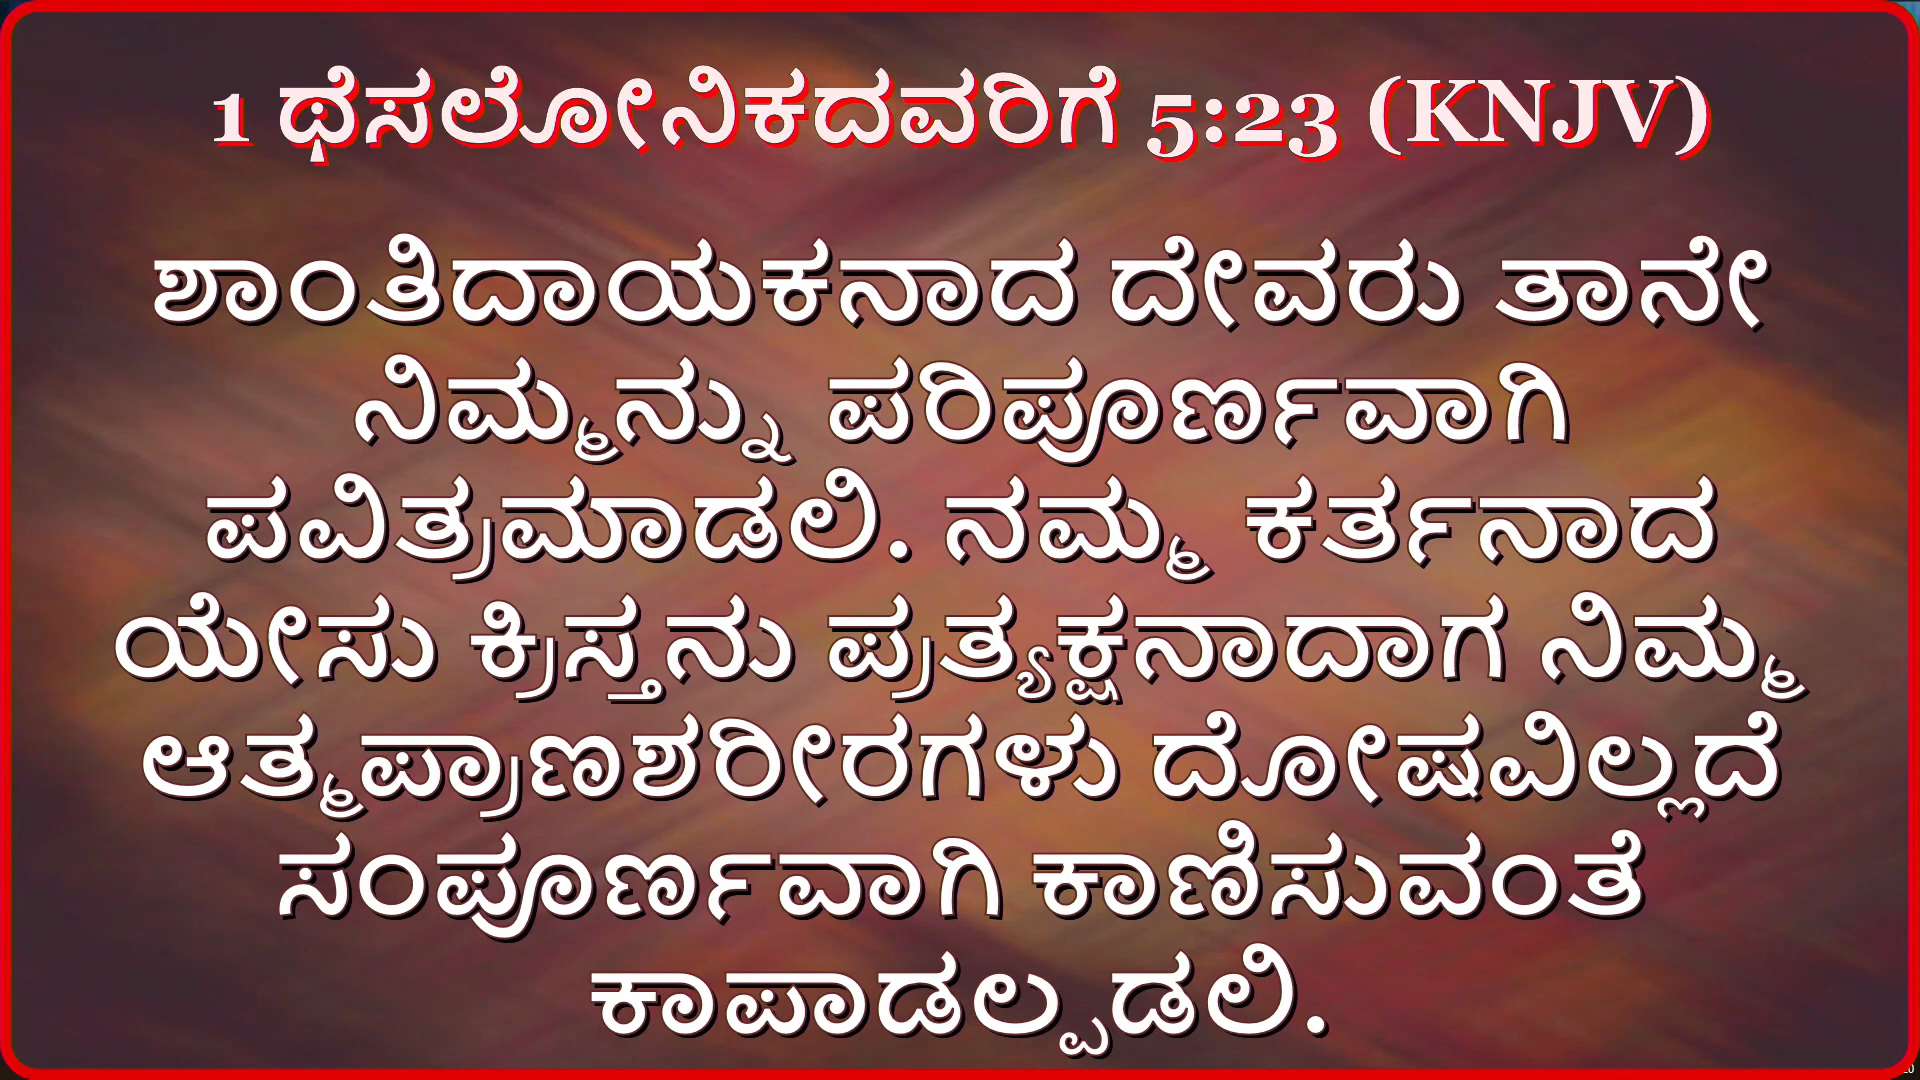 1 ಥೆಸಲೋನಿಕದವರಿಗೆ 5:23 (KNJV)
ಶಾಂತಿದಾಯಕನಾದ ದೇವರು ತಾನೇ
ನಿಮ್ಮನ್ನು ಪರಿಪೂರ್ಣವಾಗಿ
ಪವಿತ್ರಮಾಡಲಿ. ನಮ್ಮ ಕರ್ತನಾದ
ಯೇಸು ಕ್ರಿಸ್ತನು ಪ್ರತ್ಯಕ್ಷನಾದಾಗ ನಿಮ್ಮ
ಆತ್ಮಪ್ರಾಣಶರೀರಗಳು ದೋಷವಿಲ್ಲದೆ
ಸಂಪೂರ್ಣವಾಗಿ ಕಾಣಿಸುವಂತೆ
ಕಾಪಾಡಲ್ಪಡಲಿ.